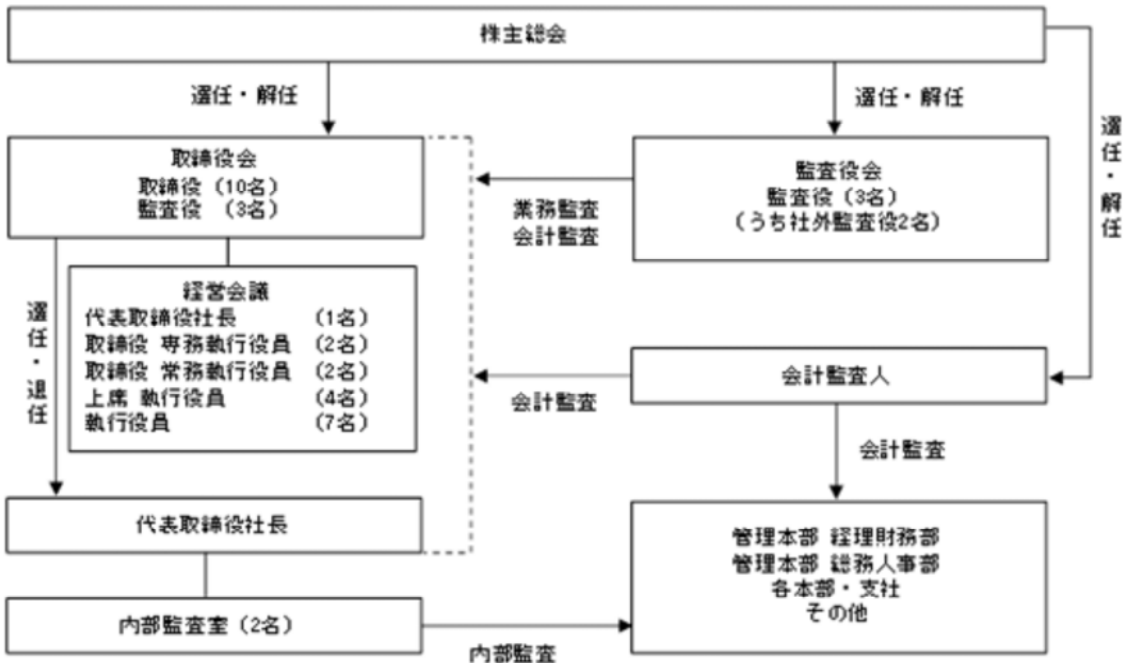 株主総会
選任・解任
選任・解任
選任・解任
取締役会
取締役（10名）
監査役（3名）
監査役会
監査役（3名）
（うち社外監査役2名）
業務監査
会計監査
経営会議
代表取締役社長（1名）
取締役 専務執行役員（2名）
取締役 常務執行役員（2名）
上席 執行役員（4名）
執行役員（7名）
選任・退任
会計監査人
会計監査
会計監査
代表取締役社長
管理本部 経理財務部
管理本部 総務人事部
各本部・支社
その他
内部監査室（2名）
内部監査